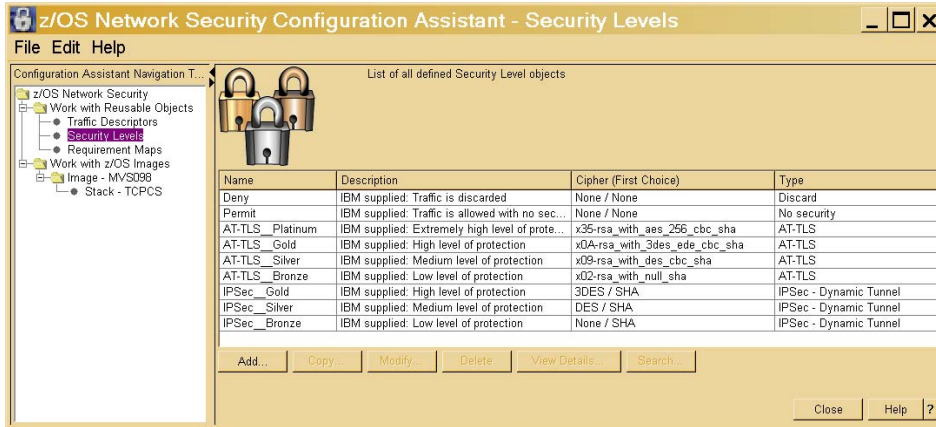 z/OS Network Security Configuration Assistant - Security Levels
File Edit Help
Configuration Assistant Navigation T...
z/OS Network Security
Work with Reusable Objects
Traffic Descriptors
Security Levels
Requirement Maps
Work with z/OS Images
Image - MVS098
Stack - TCPCS
List of all defined Security Level objects
Name Description Cipher (First Choice) Type
Deny IBM supplied: Traffic is discarded None / None Discard
Permit IBM supplied: Traffic is allowed with no sec... None / None No security
AT-TLS__Platinum IBM supplied: Extremely high level of prote... x35-rsa_with_aes_256_cbc_sha AT-TLS
AT-TLS__Gold IBM supplied: High level of protection x0A-rsa_with_3des_ede_cbc_sha AT-TLS
AT-TLS__Silver IBM supplied: Medium level of protection x09-rsa_with_des_cbc_sha AT-TLS
AT-TLS__Bronze IBM supplied: Low level of protection x02-rsa_with_null_sha AT-TLS
IPSec__Gold IBM supplied: High level of protection 3DES / SHA IPSec - Dynamic Tunnel
IPSec__Silver IBM supplied: Medium level of protection DES / SHA IPSec - Dynamic Tunnel
IPSec__Bronze IBM supplied: Low level of protection None / SHA IPSec - Dynamic Tunnel
Add... Copy... Modify... Delete View Details... Search...
Close Help ?